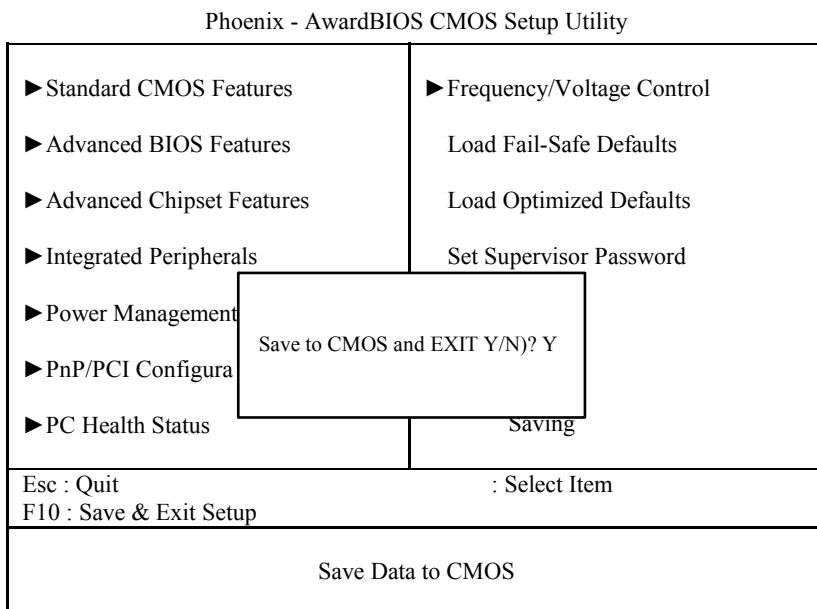 Phoenix - AwardBIOS CMOS Setup Utility
►Standard CMOS Features
►Advanced BIOS Features
►Advanced Chipset Features
►Integrated Peripherals
►Power Management
►PnP/PCI Configura
►PC Health Status
►Frequency/Voltage Control
Load Fail-Safe Defaults
Load Optimized Defaults
Set Supervisor Password
Saving
Save to CMOS and EXIT Y/N)? Y
Esc : Quit
: Select Item
F10 : Save & Exit Setup
Save Data to CMOS